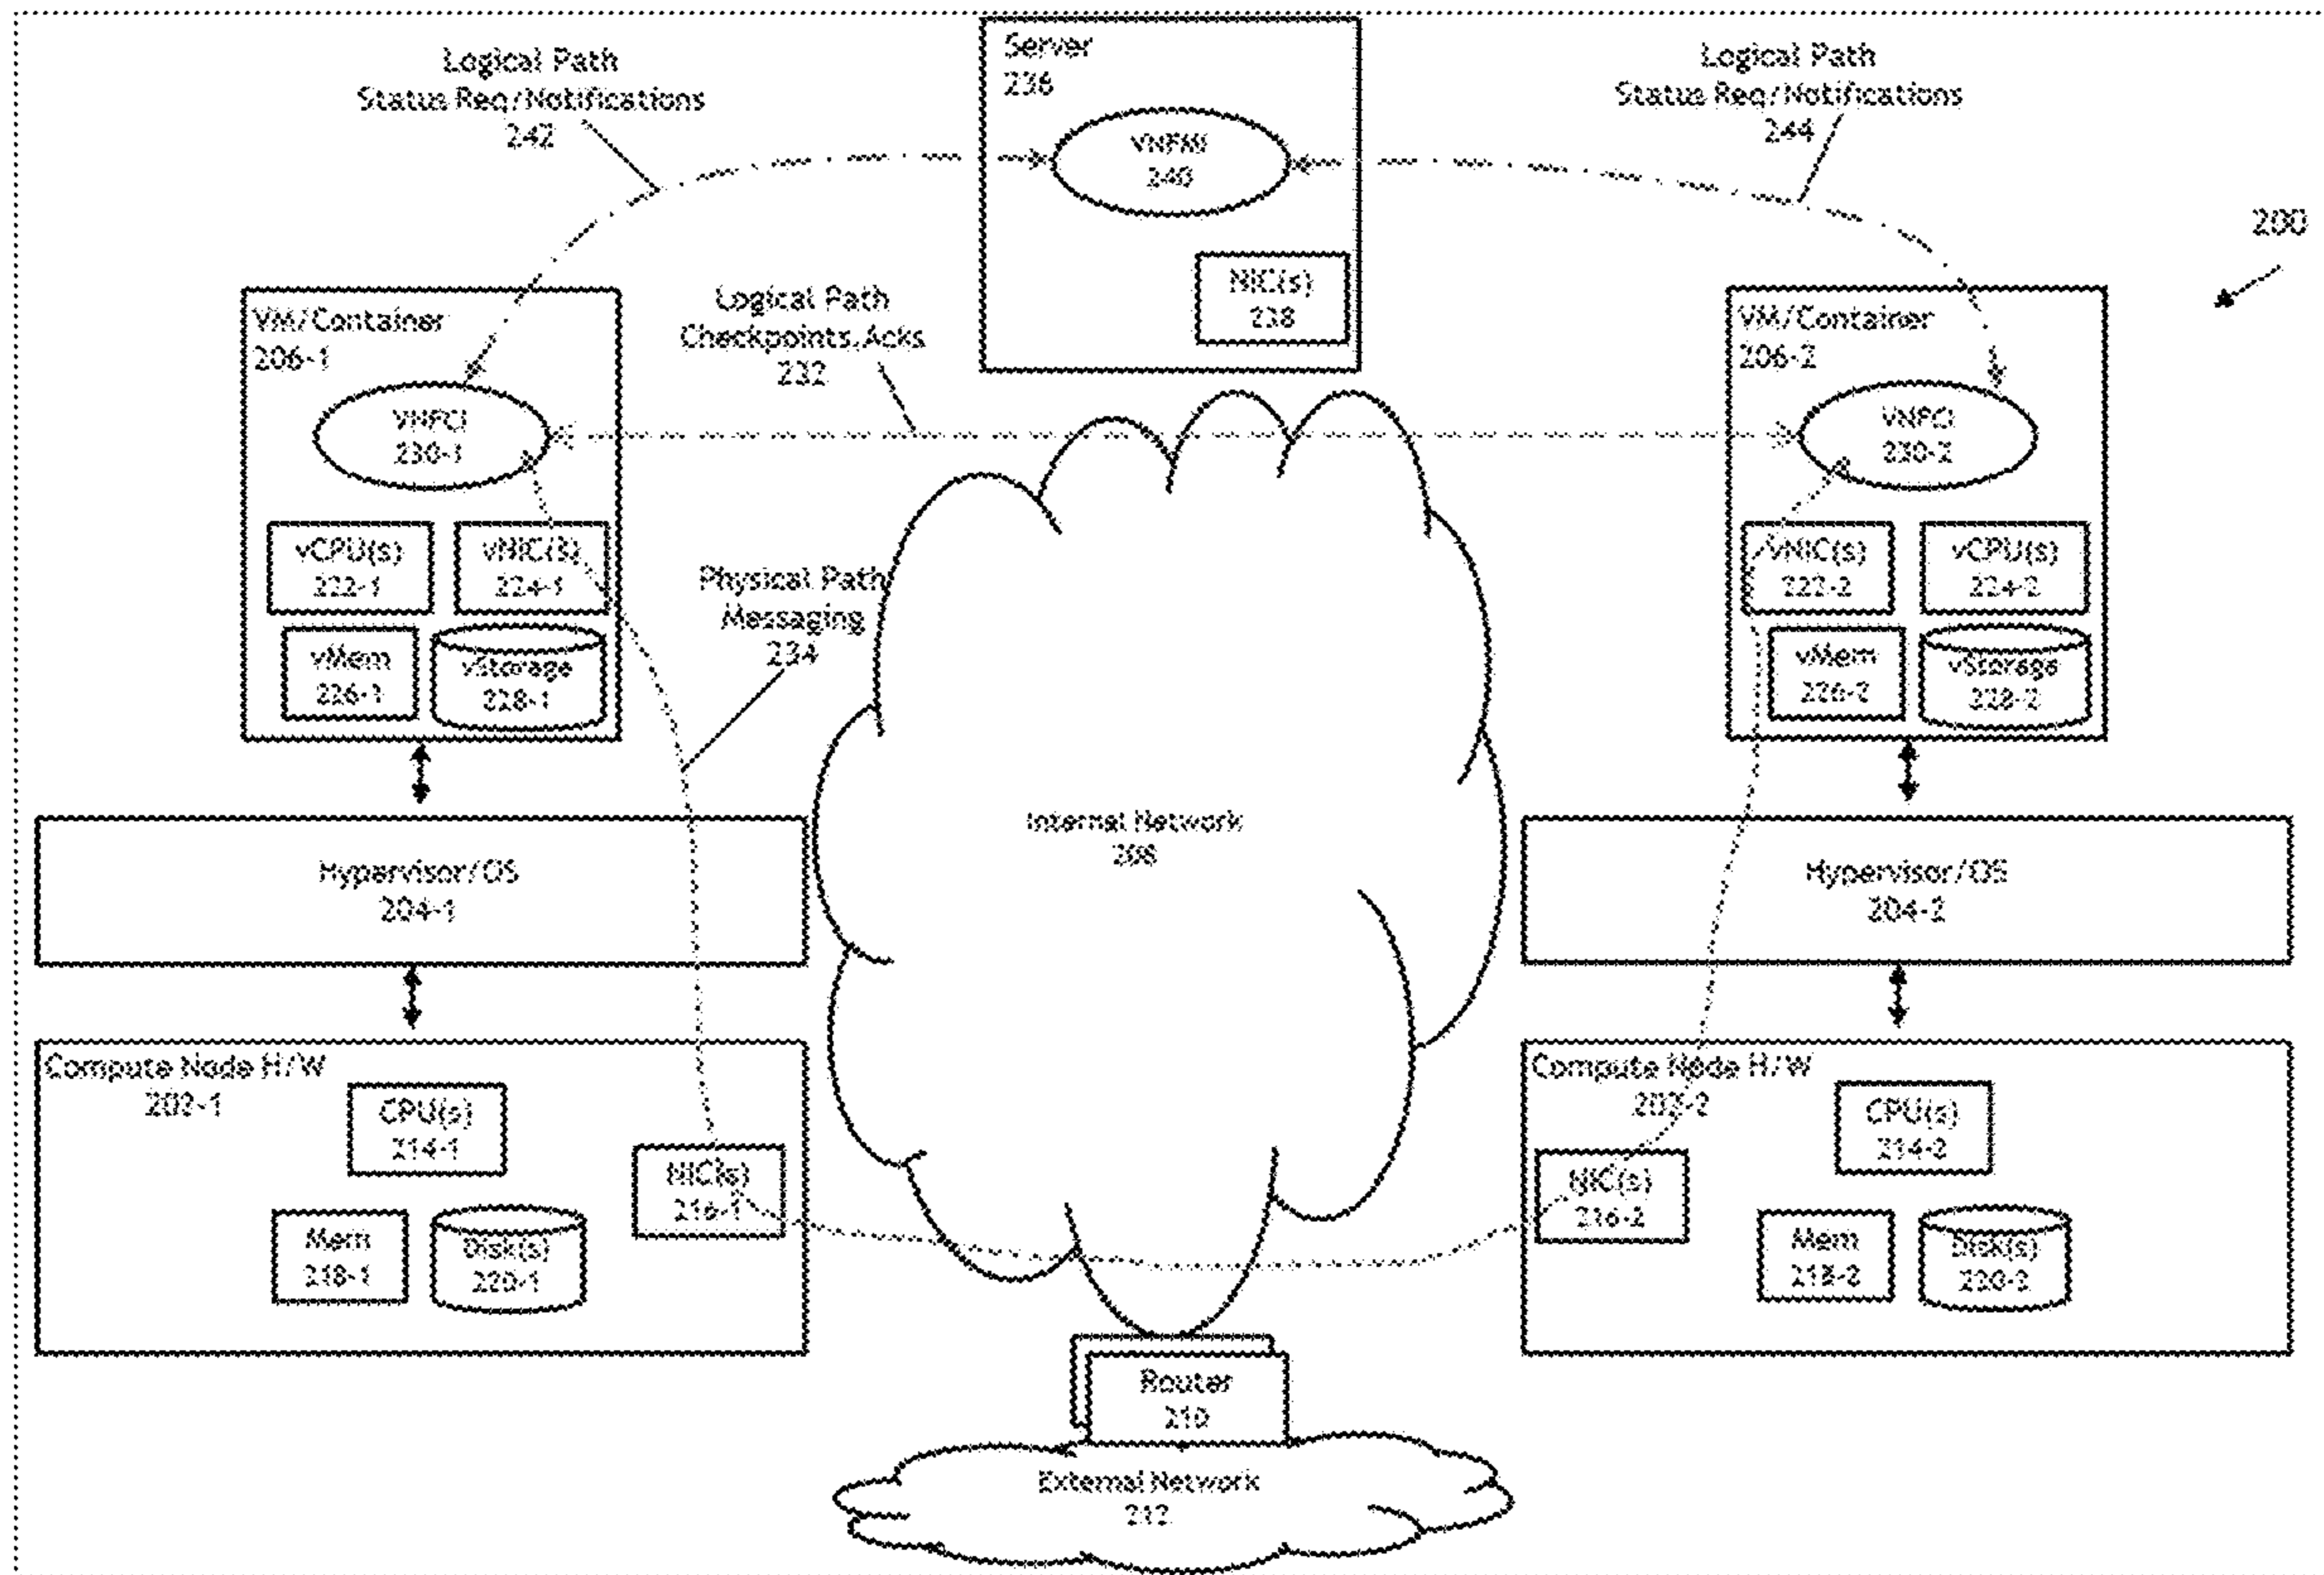 Logical Path
Status Req/Notifications
242
Server
236
VNFMI
240
NIC(s)
238
Logical Path
Status Req/Notifications
244
200
VM/Container
206-1
VNFCI
230-1
vCPU(s)
222-1
vNIC(s)
224-1
vMem
226-1
vStorage
228-1
Logical Path
Checkpoints,Acks
232
Physical Path
Messaging
234
VM/Container
206-2
VNFCI
230-2
vNIC(s)
222-2
vCPU(s)
224-2
vMem
226-2
vStorage
228-2
Internal Network
208
Hypervisor/OS
204-1
Hypervisor/OS
204-2
Compute Node H/W
202-1
CPU(s)
214-1
NIC(s)
216-1
Mem
218-1
Disk(s)
220-1
Compute Node H/W
202-2
CPU(s)
214-2
NIC(s)
216-2
Mem
218-2
Disk(s)
220-2
Router
210
External Network
212